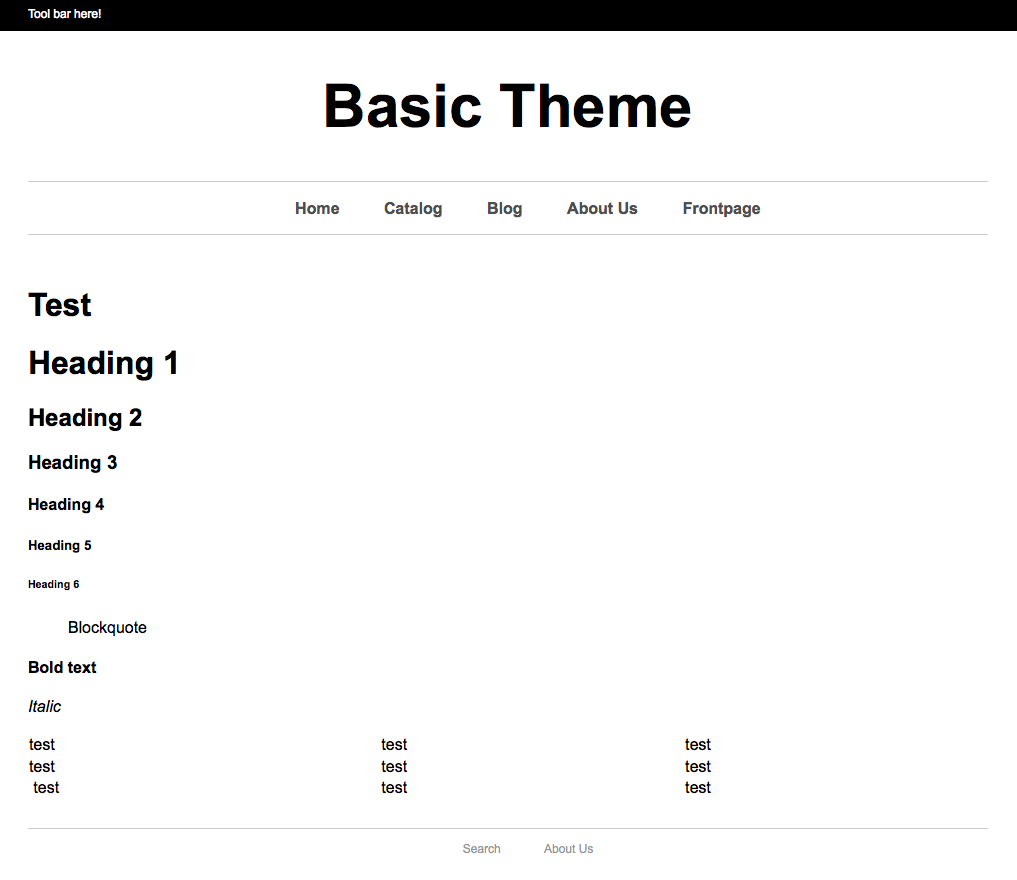 Tool bar here!
Basic Theme
Home Catalog Blog About Us Frontpage
Test
Heading 1
Heading 2
Heading 3
Heading 4
Heading 5
Heading 6
Blockquote
Bold text
Italic
test test test
test test test
test test test
Search About Us